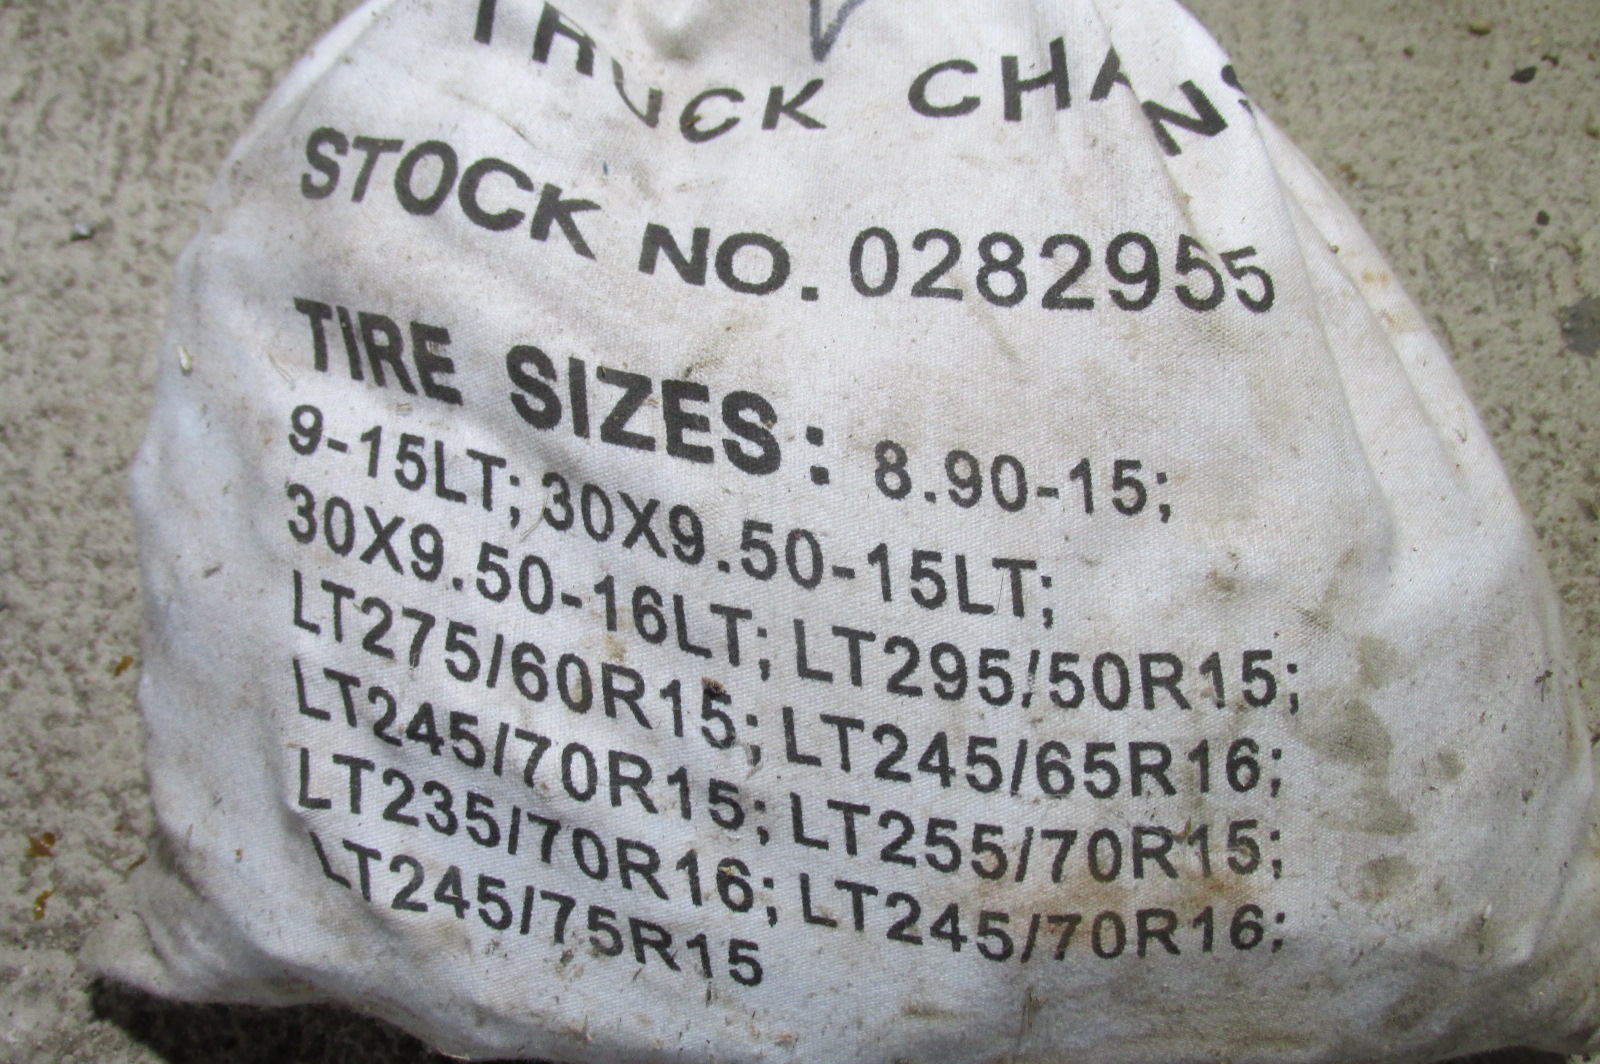 TRUCK CHAINS
STOCK NO. 0282955
TIRE SIZES: 8.90-15;
9-15LT; 30X9.50-15LT;
30X9.50-16LT; LT295/50R15;
LT275/60R15; LT245/65R16;
LT245/70R15; LT255/70R15;
LT235/70R16; LT245/70R16;
LT245/75R15